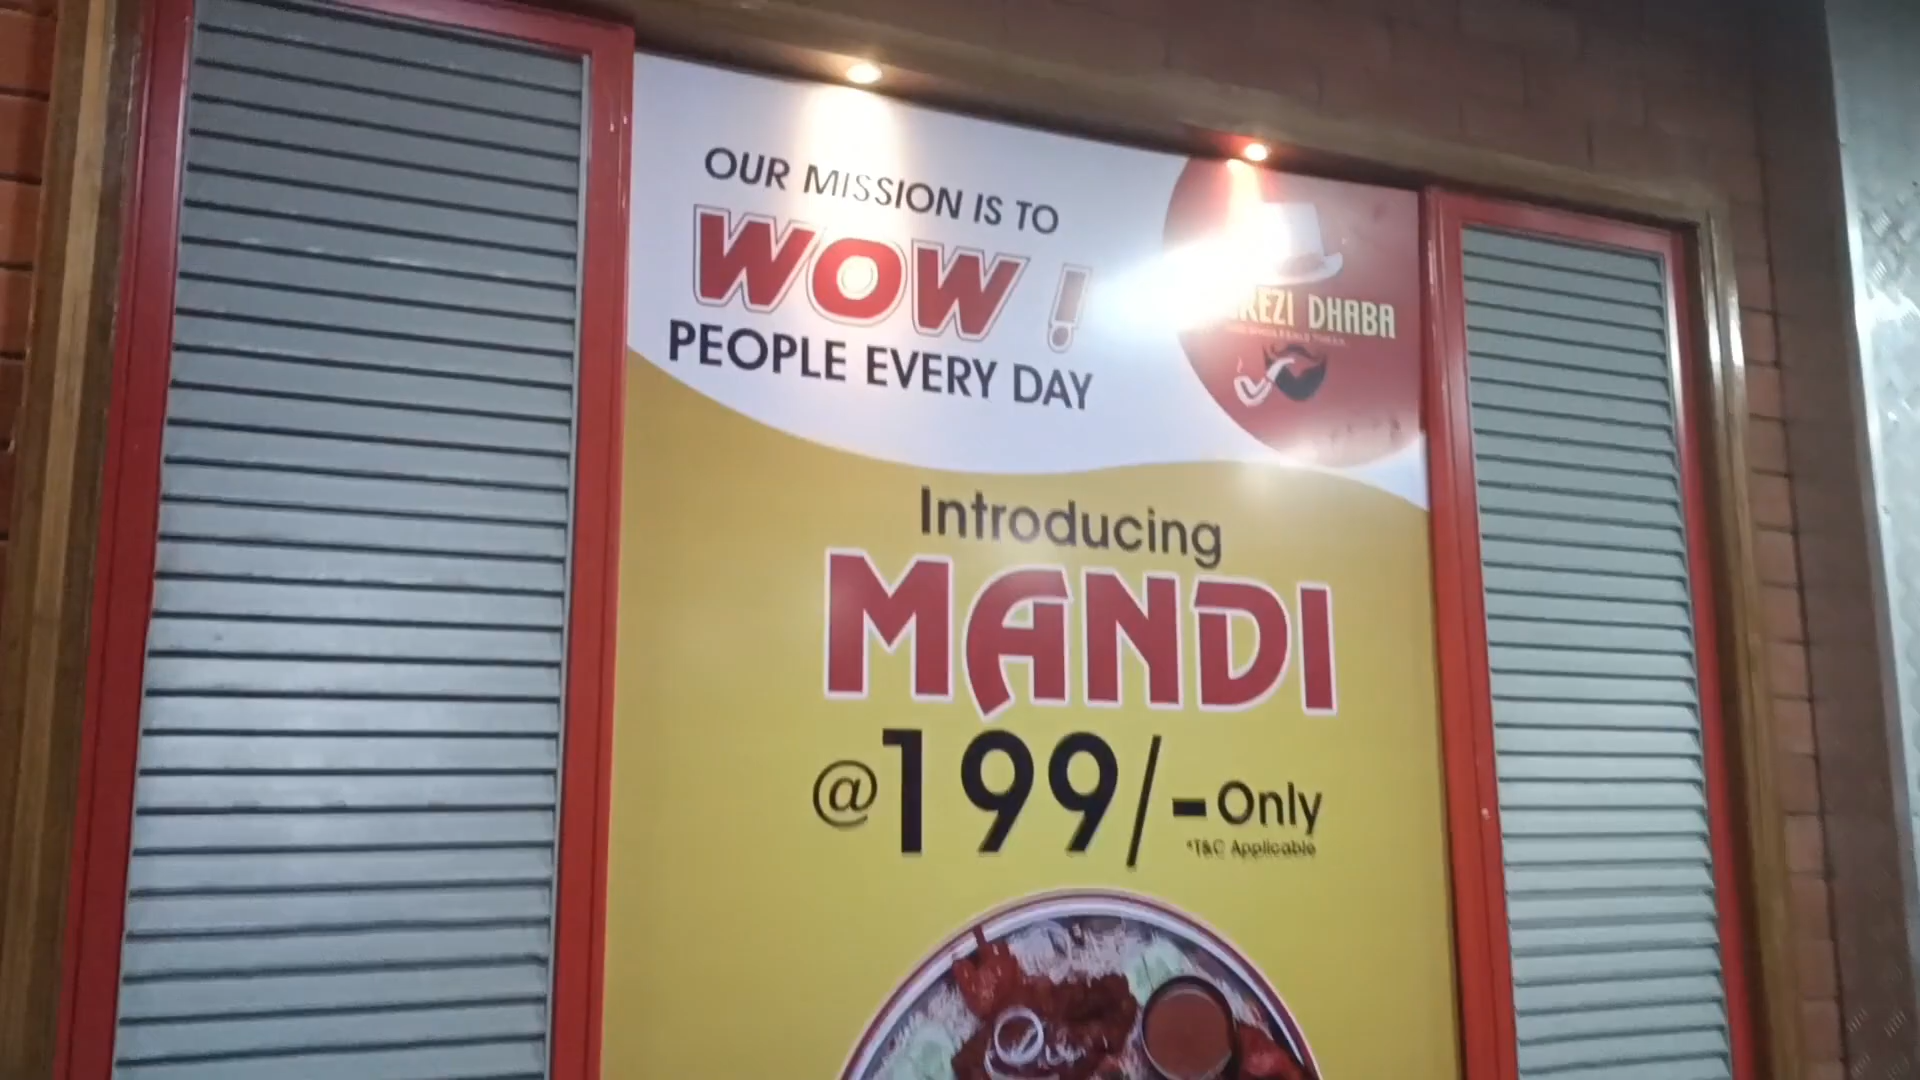 OUR MISSION IS TO
WOW !
PEOPLE EVERY DAY
DHABA
Introducing
MANDI
@199/-Only
*T&C Applicable